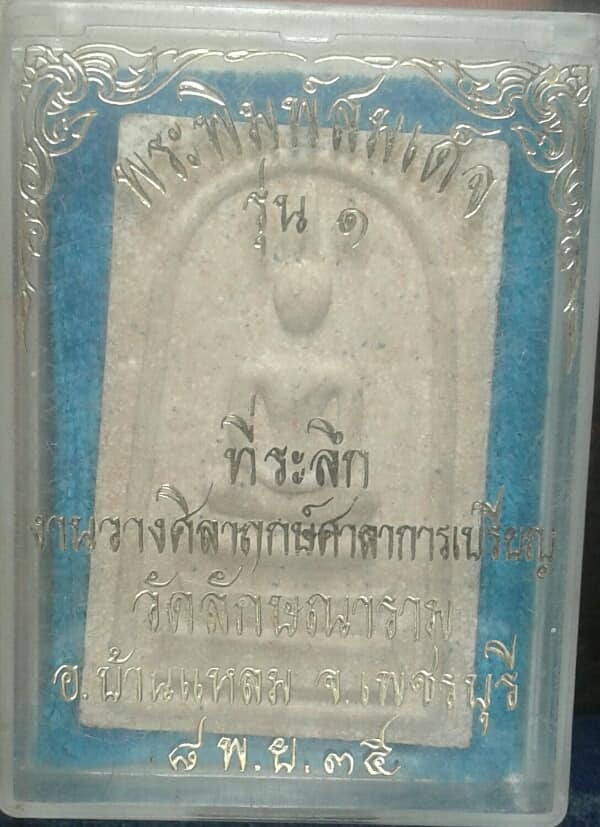 พระพิมพ์สมเด็จ
รุ่น ๑
ที่ระลึก
งานวางศิลาฤกษ์ศาลาการเปรียญ
วัดลักษณาราม
อ.บ้านแหลม จ.เพชรบุรี
๘ พ.ย.๓๕